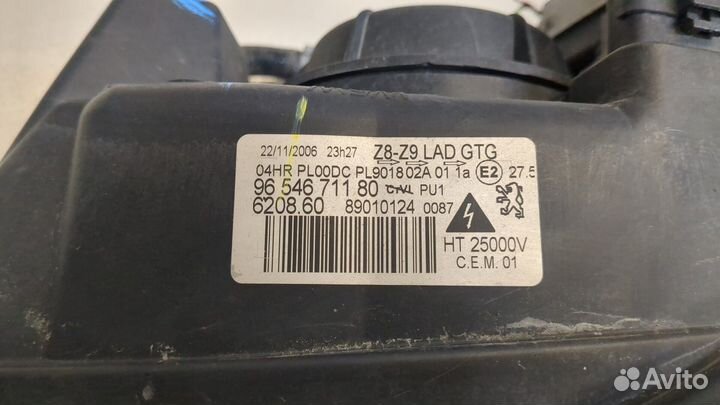 22/11/2006 23h27 Z8-Z9 LAD GTG
04HR PL00DC PL901802A 01 1a E2 27.5
96 546 711 80 CTVL PU1
6208.60 89010124 0087
HT 25000V
C.E.M. 01
Avito